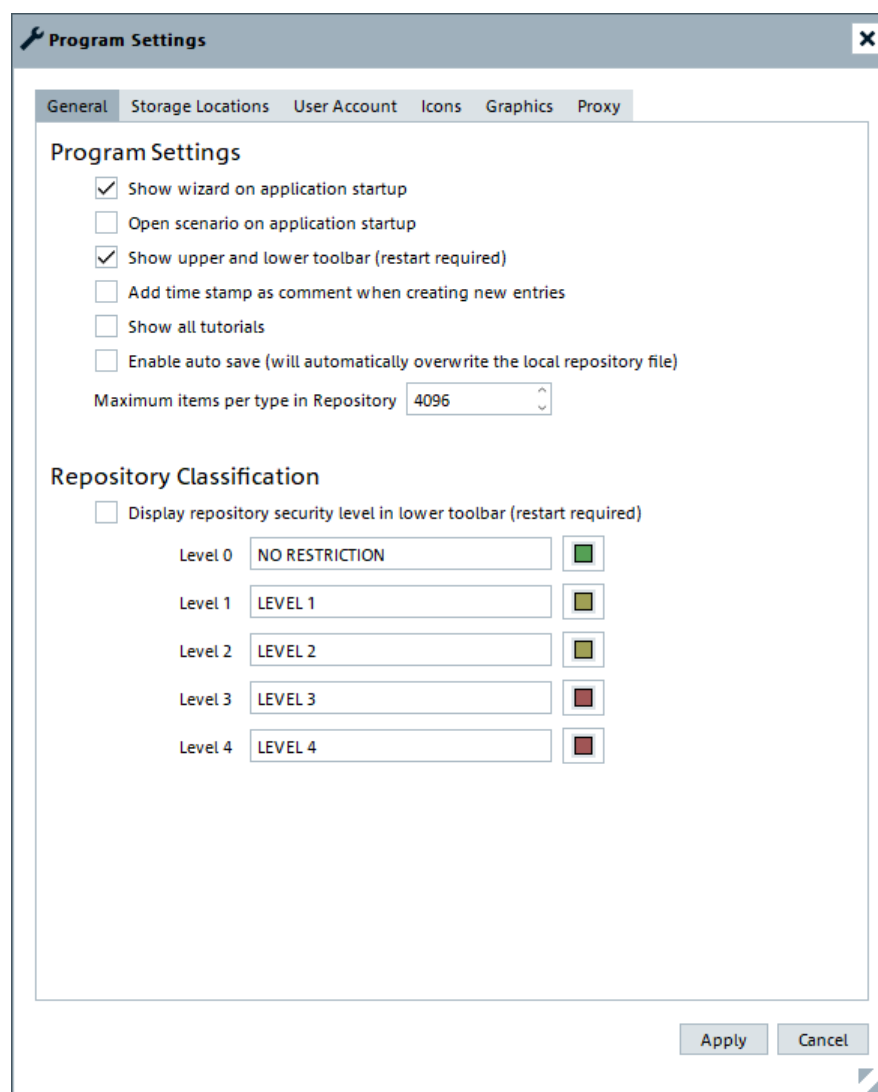 Program Settings
General Storage Locations User Account Icons Graphics Proxy
Program Settings
Show wizard on application startup
Open scenario on application startup
Show upper and lower toolbar (restart required)
Add time stamp as comment when creating new entries
Show all tutorials
Enable auto save (will automatically overwrite the local repository file)
Maximum items per type in Repository 4096
Repository Classification
Display repository security level in lower toolbar (restart required)
Level 0 NO RESTRICTION
Level 1 LEVEL 1
Level 2 LEVEL 2
Level 3 LEVEL 3
Level 4 LEVEL 4
Apply Cancel